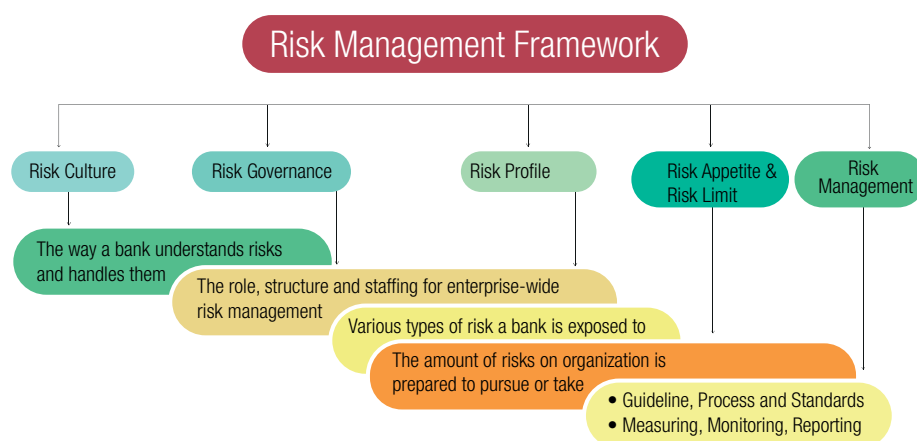 Risk Management Framework
Risk Culture
Risk Governance
Risk Profile
Risk Appetite &
Risk Limit
Risk
Management
The way a bank understands risks
and handles them
The role, structure and staffing for enterprise-wide
risk management
Various types of risk a bank is exposed to
The amount of risks on organization is
prepared to pursue or take
• Guideline, Process and Standards
• Measuring, Monitoring, Reporting